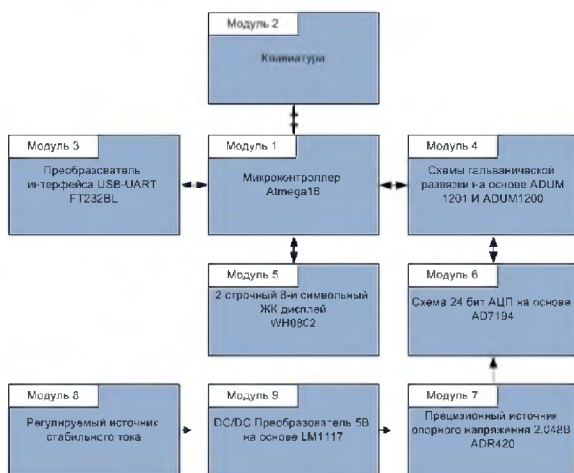 Модуль 2
Клавиатура
Модуль 3
Преобразователь
интерфейса USB-UART
FT232BL
Модуль 1
Микроконтроллер
Atmega16
Модуль 4
Схемы гальванической
развязки на основе ADUM
1201 И ADUM1200
Модуль 5
2 строчный 8-и символьный
ЖК дисплей
WH0802
Модуль 6
Схема 24 бит АЦП на основе
AD7194
Модуль 8
Регулируемый источник
стабильного тока
Модуль 9
DC/DC Преобразователь 5В
на основе LM1117
Модуль 7
Прецизионный источник
опорного напряжения 2.048В
ADR420